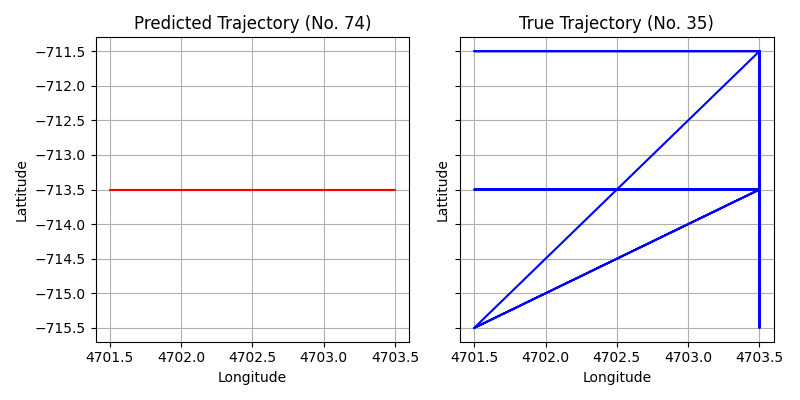 Predicted Trajectory (No. 74)
True Trajectory (No. 35)
−711.5
−712.0
−712.5
−713.0
−713.5
−714.0
−714.5
−715.0
−715.5
Lattitude
Lattitude
4701.5 4702.0 4702.5 4703.0 4703.5
4701.5 4702.0 4702.5 4703.0 4703.5
Longitude
Longitude